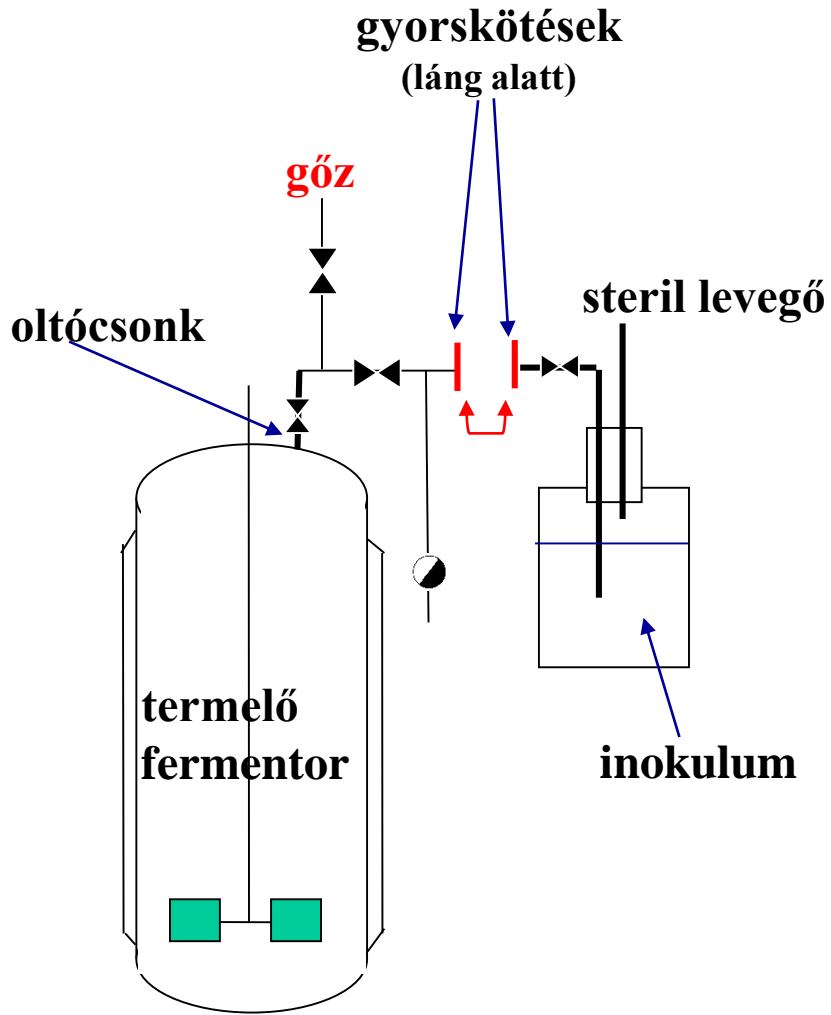 gyorskötések
(láng alatt)
gőz
steril levegő
oltócsonk
termelő
fermentor
inokulum